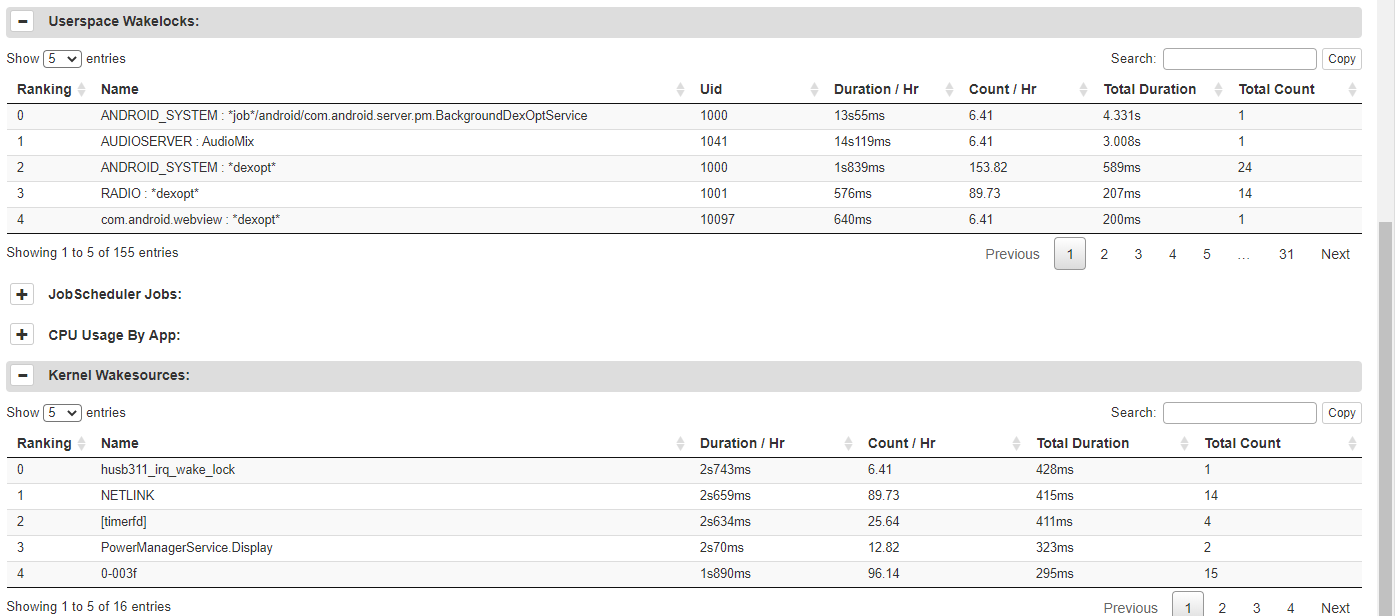 Userspace Wakelocks:
Show 5 entries Search: Copy
Ranking Name Uid Duration / Hr Count / Hr Total Duration Total Count
0 ANDROID_SYSTEM : *job*/android/com.android.server.pm.BackgroundDexOptService 1000 13s55ms 6.41 4.331s 1
1 AUDIOSERVER : AudioMix 1041 14s119ms 6.41 3.008s 1
2 ANDROID_SYSTEM : *dexopt* 1000 1s839ms 153.82 589ms 24
3 RADIO : *dexopt* 1001 576ms 89.73 207ms 14
4 com.android.webview : *dexopt* 10097 640ms 6.41 200ms 1
Showing 1 to 5 of 155 entries Previous 1 2 3 4 5 … 31 Next
JobScheduler Jobs:
CPU Usage By App:
Kernel Wakesources:
Show 5 entries Search: Copy
Ranking Name Duration / Hr Count / Hr Total Duration Total Count
0 husb311_irq_wake_lock 2s743ms 6.41 428ms 1
1 NETLINK 2s659ms 89.73 415ms 14
2 [timerfd] 2s634ms 25.64 411ms 4
3 PowerManagerService.Display 2s70ms 12.82 323ms 2
4 0-003f 1s890ms 96.14 295ms 15
Showing 1 to 5 of 16 entries Previous 1 2 3 4 Next